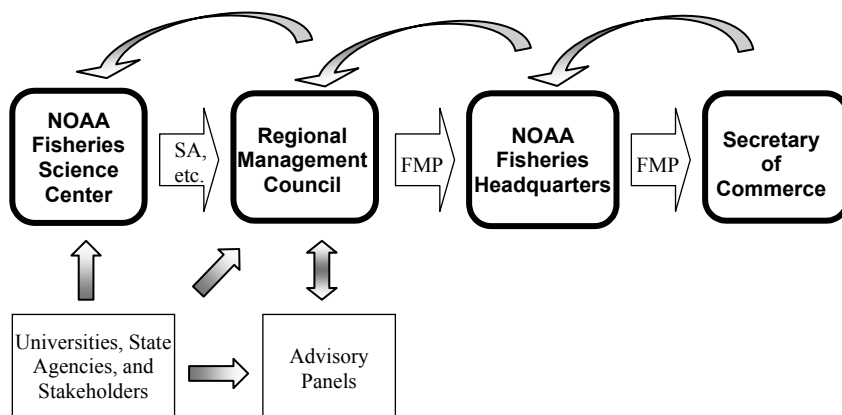 NOAA
Fisheries
Science
Center
SA,
etc.
Regional
Management
Council
FMP
NOAA
Fisheries
Headquarters
FMP
Secretary
of
Commerce
Universities, State
Agencies, and
Stakeholders
Advisory
Panels